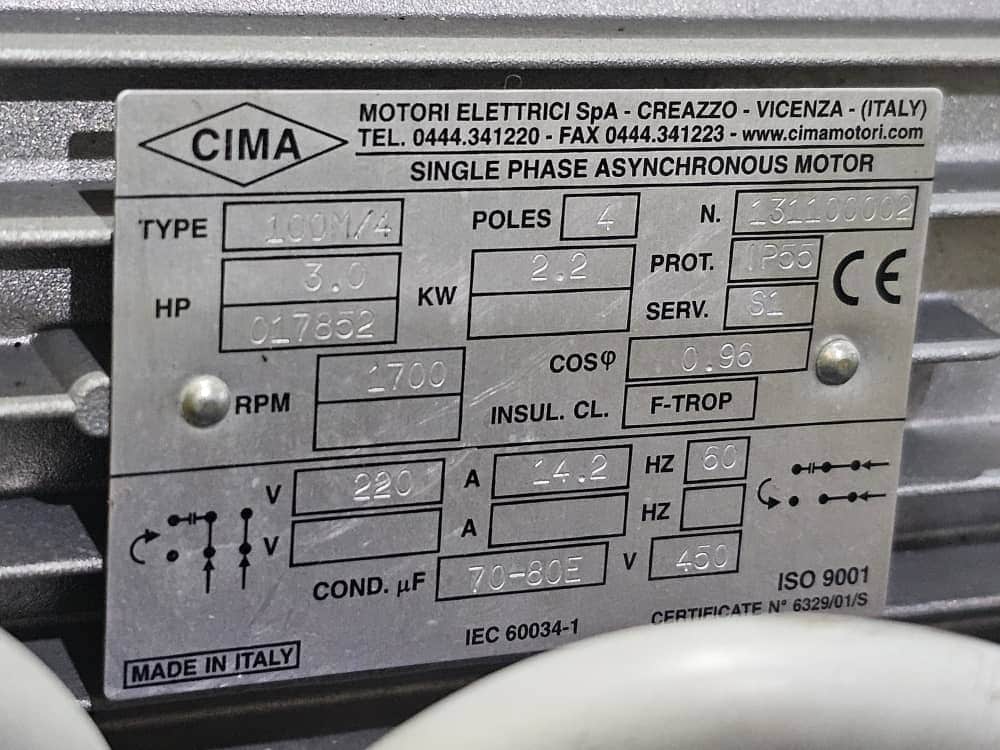 CIMA
MOTORI ELETTRICI SpA - CREAZZO - VICENZA - (ITALY)
TEL. 0444.341220 - FAX 0444.341223 - www.cimamotori.com
SINGLE PHASE ASYNCHRONOUS MOTOR
TYPE 100M/4 POLES 4 N. 131100002
HP 3.0 KW 2.2 PROT. IP55 CE
017852 SERV. S1
RPM 1700 COSφ 0.96
INSUL. CL. F-TROP
V 220 A 14.2 HZ 60
V A HZ
COND. µF 70-80E V 450
ISO 9001
IEC 60034-1 CERTIFICATE N° 6329/01/S
MADE IN ITALY